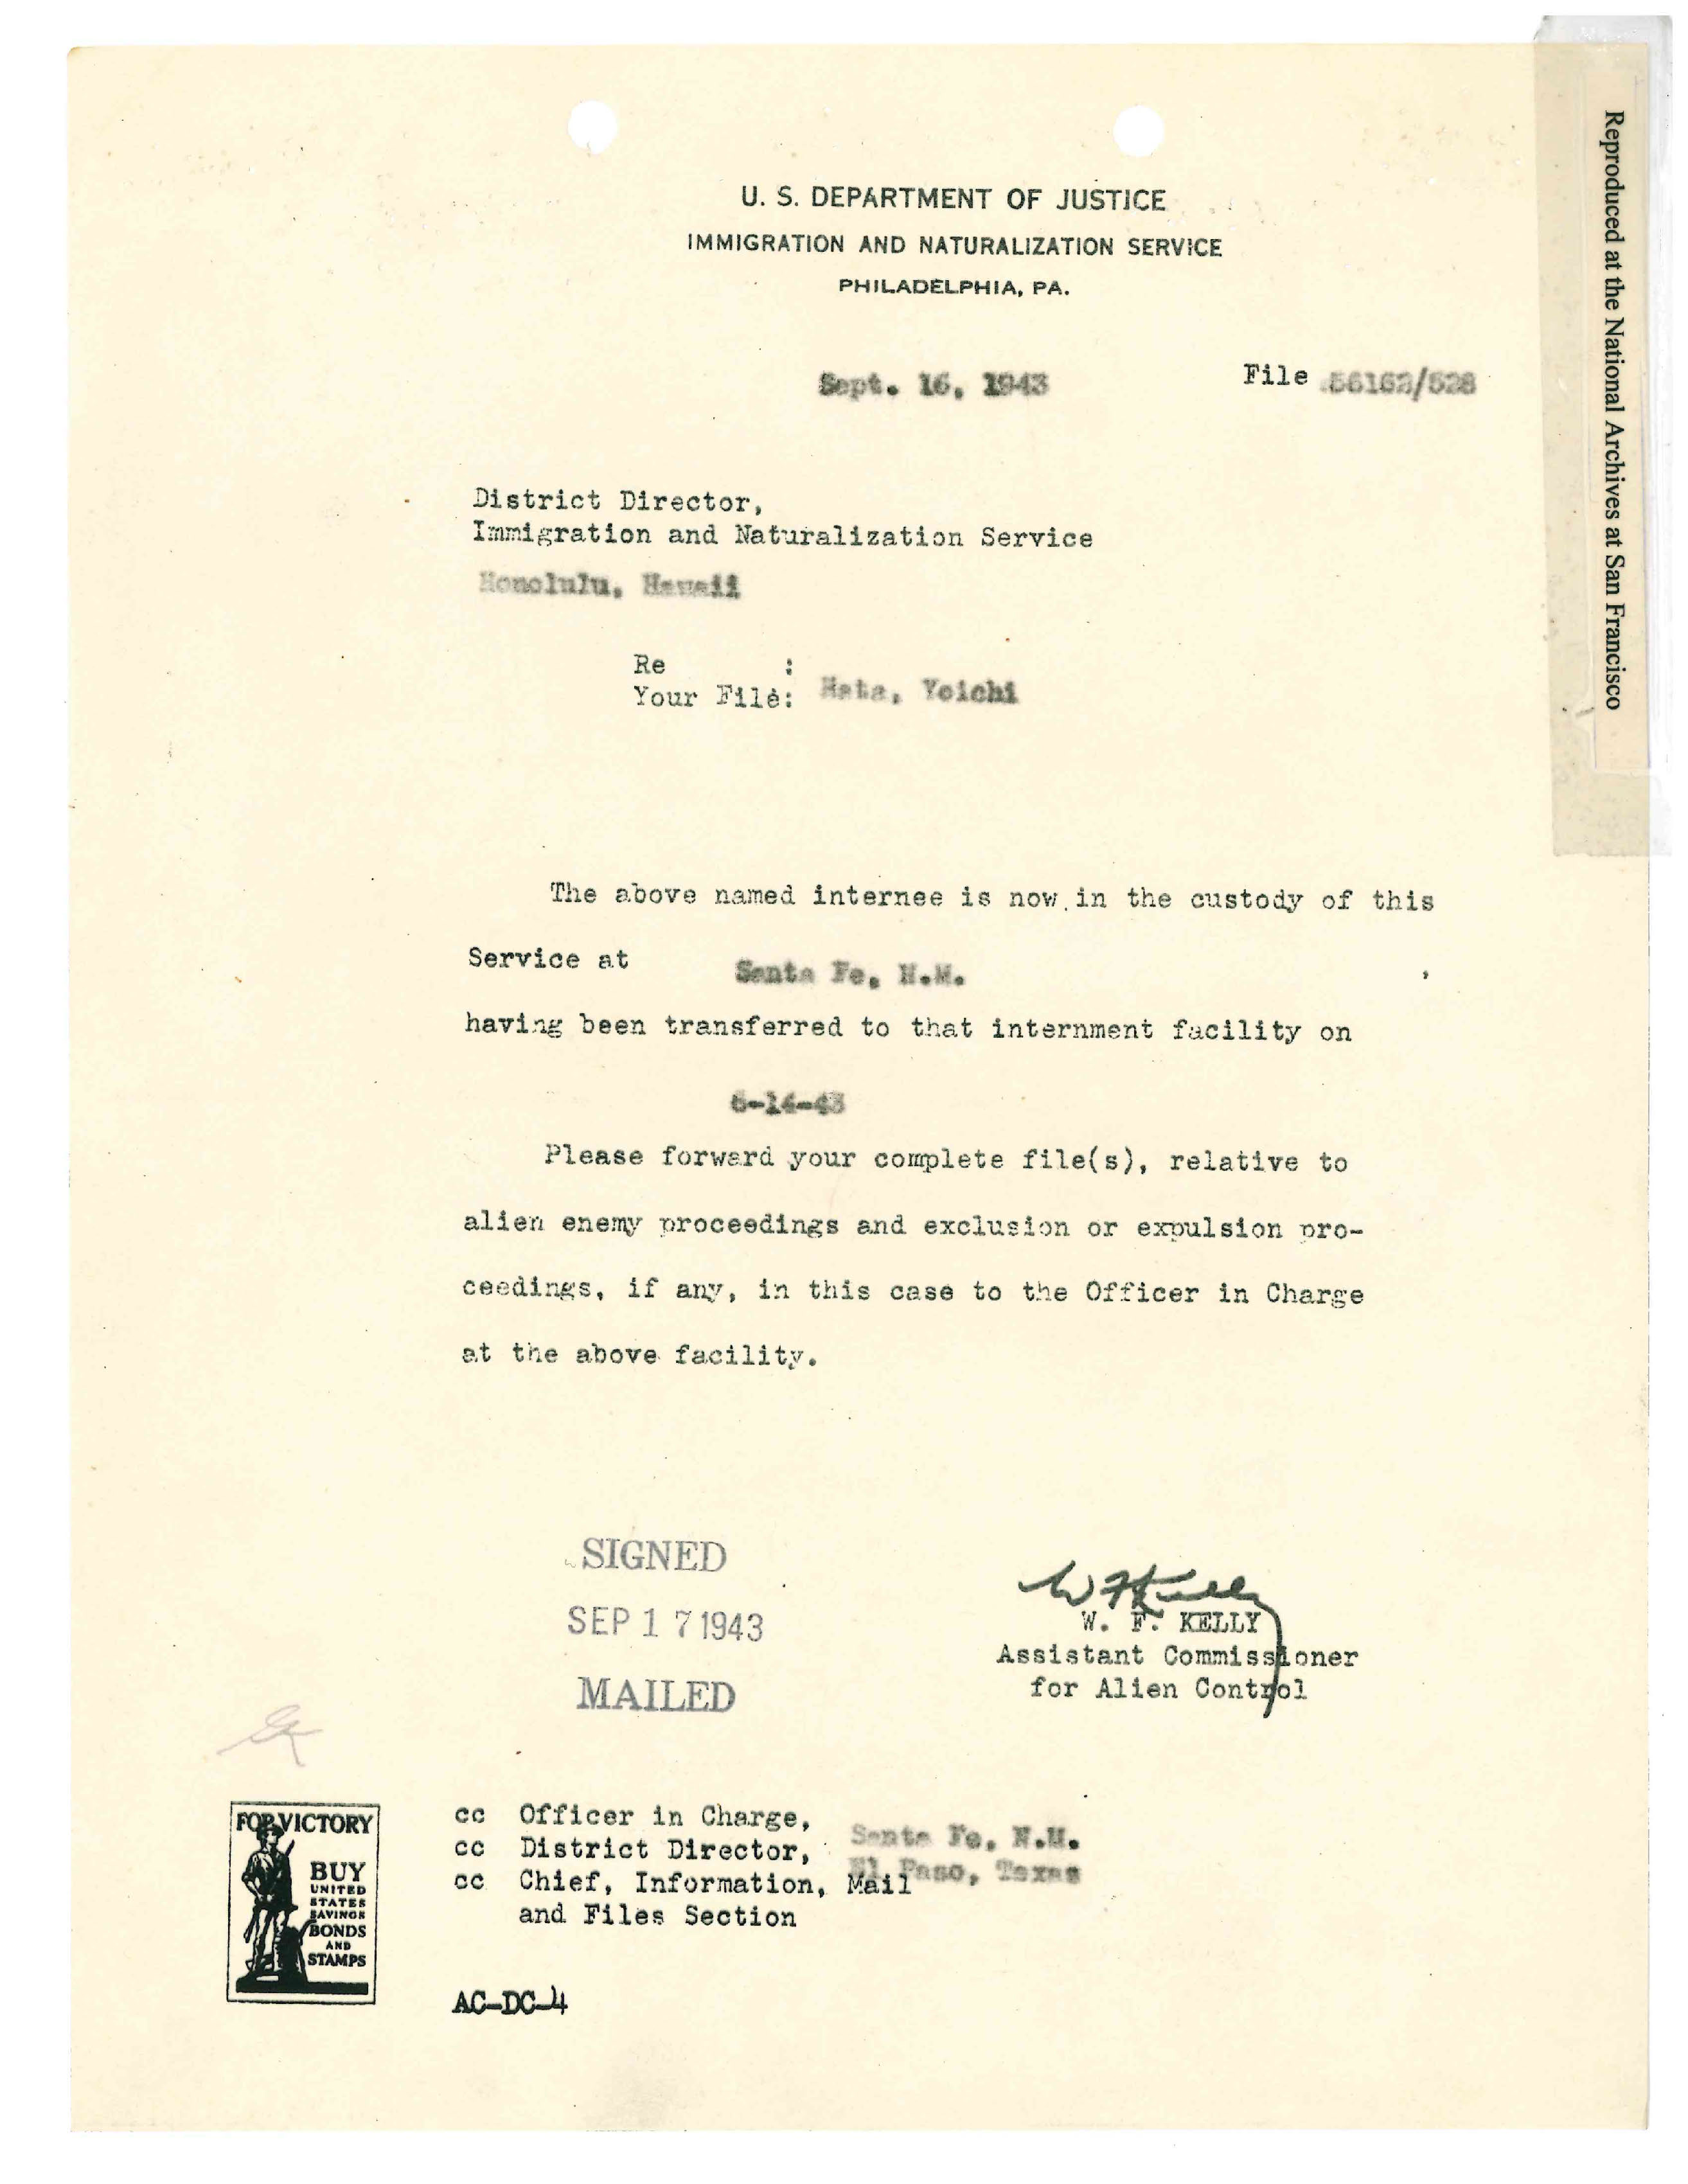 Reproduced at the National Archives at San Francisco
U. S. DEPARTMENT OF JUSTICE
IMMIGRATION AND NATURALIZATION SERVICE
PHILADELPHIA, PA.
Sept. 16, 1943 File 56162/528
District Director,
Immigration and Naturalization Service
Honolulu, Hawaii
Re :
Your File: Hata, Yoichi
The above named internee is now in the custody of this
Service at Santa Fe, N.M. ,
having been transferred to that internment facility on
6-14-43
Please forward your complete file(s), relative to
alien enemy proceedings and exclusion or expulsion pro-
ceedings, if any, in this case to the Officer in Charge
at the above facility.
SIGNED
SEP 17 1943
MAILED
W F Kelly
W. F. KELLY
Assistant Commissioner
for Alien Control
cc Officer in Charge, Santa Fe, N.M.
cc District Director, El Paso, Texas
cc Chief, Information, Mail
and Files Section
FOR VICTORY
BUY
UNITED
STATES
SAVINGS
BONDS
AND
STAMPS
AC-DC-4